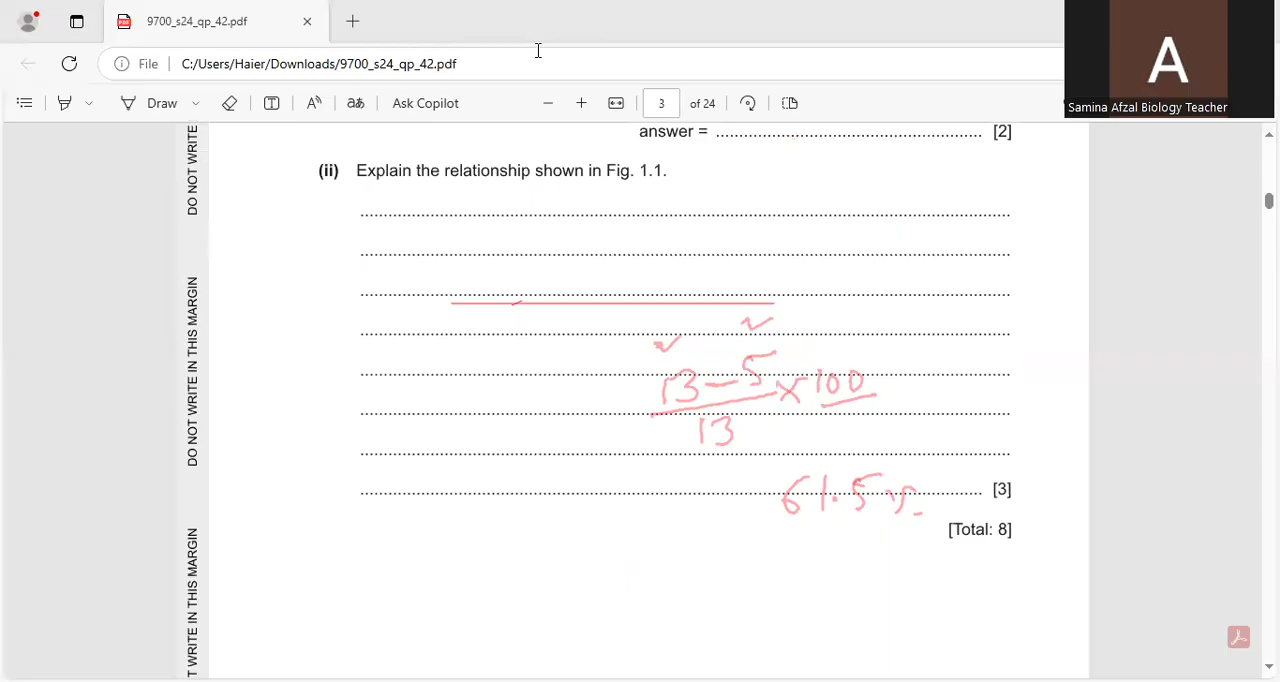 9700_s24_qp_42.pdf
File
C:/Users/Haier/Downloads/9700_s24_qp_42.pdf
A
Samina Afzal Biology Teacher
Draw
Ask Copilot
3 of 24
DO NOT WRITE
answer = .......................................................... [2]
(ii) Explain the relationship shown in Fig. 1.1.
DO NOT WRITE IN THIS MARGIN
13 – 5 × 100
13
61.5 %
[3]
[Total: 8]
T WRITE IN THIS MARGIN